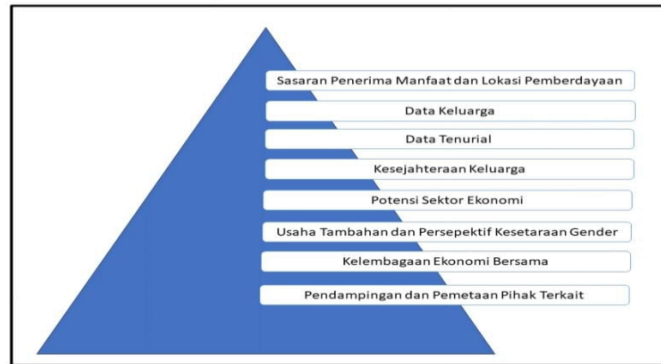 Sasaran Penerima Manfaat dan Lokasi Pemberdayaan
Data Keluarga
Data Tenurial
Kesejahteraan Keluarga
Potensi Sektor Ekonomi
Usaha Tambahan dan Persepektif Kesetaraan Gender
Kelembagaan Ekonomi Bersama
Pendampingan dan Pemetaan Pihak Terkait